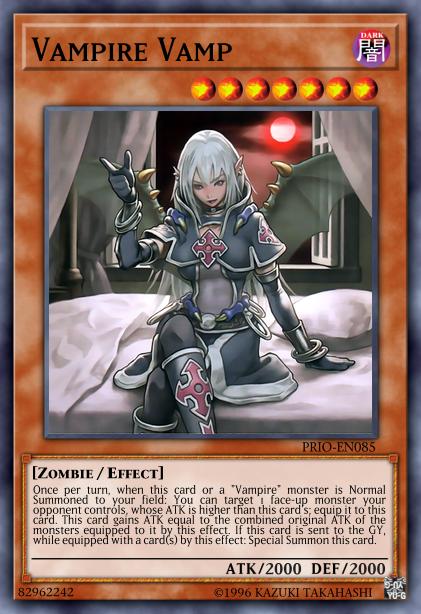 VAMPIRE VAMP
DARK
闇
PRIO-EN085
[ZOMBIE / EFFECT]
Once per turn, when this card or a "Vampire" monster is Normal
Summoned to your field: You can target 1 face-up monster your
opponent controls, whose ATK is higher than this card's; equip it to
this card. This card gains ATK equal to the combined original ATK of
the monsters equipped to it by this effect. If this card is sent to the GY,
while equipped with a card(s) by this effect: Special Summon this card.
ATK/2000 DEF/2000
82962242
©1996 KAZUKI TAKAHASHI